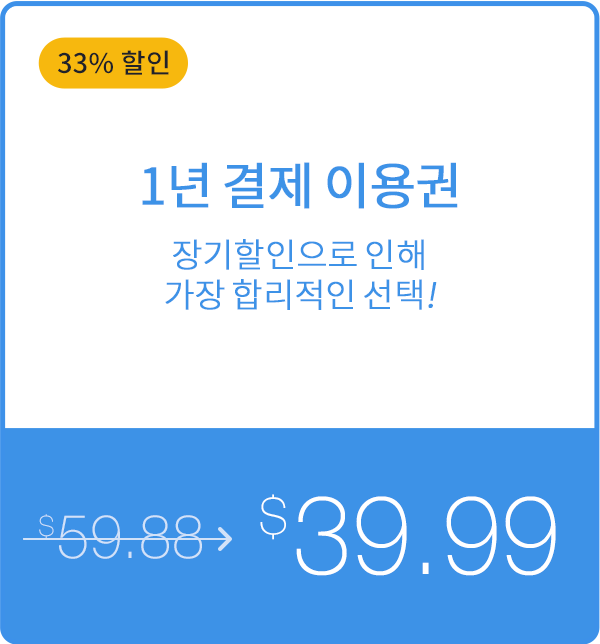 33% 할인
1년 결제 이용권
장기할인으로 인해
가장 합리적인 선택!
$59.88 → $39.99